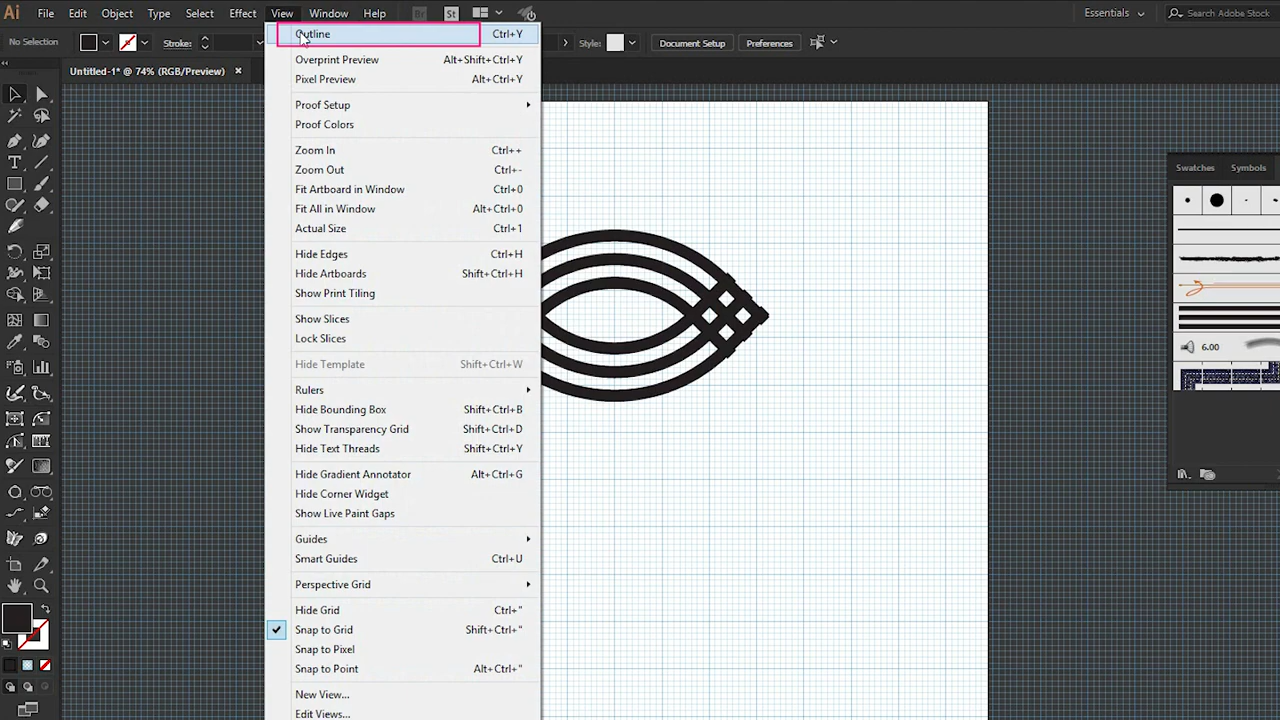 Ai File Edit Object Type Select Effect View Window Help Br St Essentials Search Adobe Stock
No Selection Stroke: Style: Document Setup Preferences
Untitled-1* @ 74% (RGB/Preview) ×
Outline Ctrl+Y
Overprint Preview Alt+Shift+Ctrl+Y
Pixel Preview Alt+Ctrl+Y
Proof Setup
Proof Colors
Zoom In Ctrl++
Zoom Out Ctrl+-
Fit Artboard in Window Ctrl+0
Fit All in Window Alt+Ctrl+0
Actual Size Ctrl+1
Hide Edges Ctrl+H
Hide Artboards Shift+Ctrl+H
Show Print Tiling
Show Slices
Lock Slices
Hide Template Shift+Ctrl+W
Rulers
Hide Bounding Box Shift+Ctrl+B
Show Transparency Grid Shift+Ctrl+D
Hide Text Threads Shift+Ctrl+Y
Hide Gradient Annotator Alt+Ctrl+G
Hide Corner Widget
Show Live Paint Gaps
Guides
Smart Guides Ctrl+U
Perspective Grid
Hide Grid Ctrl+"
Snap to Grid Shift+Ctrl+"
Snap to Pixel
Snap to Point Alt+Ctrl+"
New View...
Edit Views...
Swatches Symbols
6.00